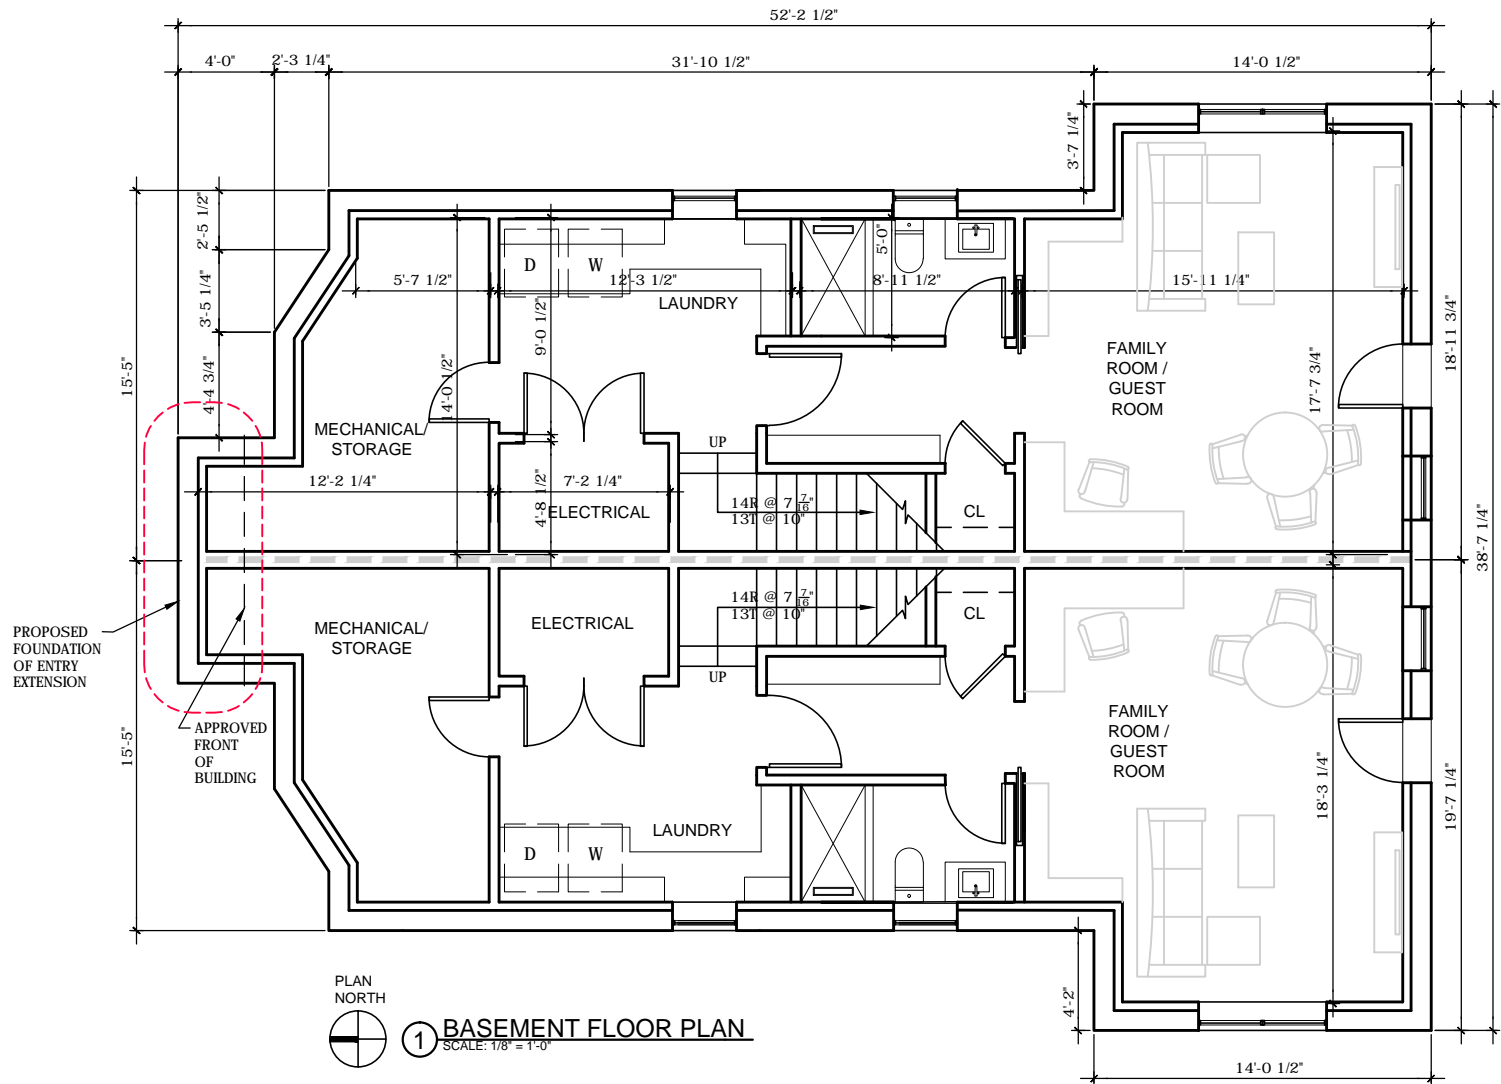 52'-2 1/2"
4'-0"
2'-3 1/4"
31'-10 1/2"
14'-0 1/2"
3'-7 1/4"
2'-5 1/2"
3'-5 1/4"
4'-4 3/4"
15'-5"
15'-5"
D
W
5'-7 1/2"
12'-3 1/2"
LAUNDRY
9'-0 1/2"
14'-0 1/2"
5'-0"
8'-11 1/2"
15'-11 1/4"
FAMILY
ROOM /
GUEST
ROOM
17'-7 3/4"
18'-11 3/4"
38'-7 1/4"
MECHANICAL/
STORAGE
12'-2 1/4"
7'-2 1/4"
4'-8 1/2"
ELECTRICAL
UP
14R @ 7 7/16"
13T @ 10"
CL
PROPOSED
FOUNDATION
OF ENTRY
EXTENSION
APPROVED
FRONT
OF
BUILDING
MECHANICAL/
STORAGE
ELECTRICAL
14R @ 7 7/16"
13T @ 10"
UP
CL
FAMILY
ROOM /
GUEST
ROOM
18'-3 1/4"
19'-7 1/4"
D
W
LAUNDRY
4'-2"
14'-0 1/2"
PLAN
NORTH
1
BASEMENT FLOOR PLAN
SCALE: 1/8" = 1'-0"